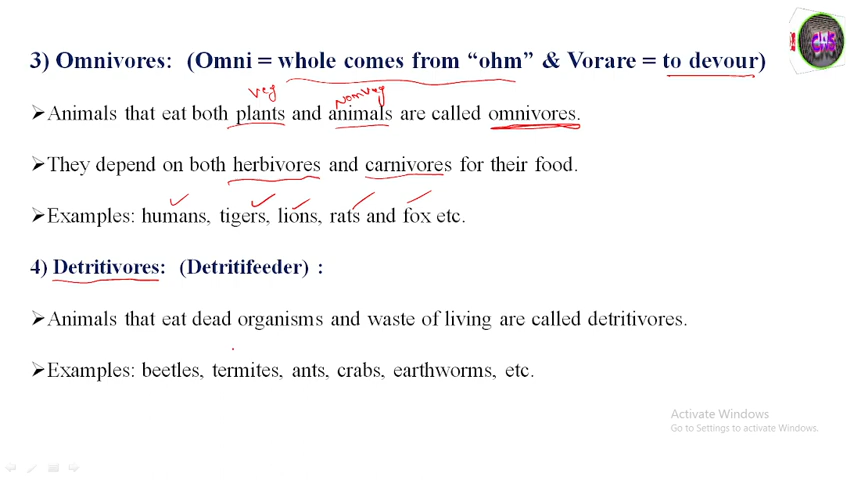 CWS
3) Omnivores: (Omni = whole comes from “ohm” & Vorare = to devour)
veg
Nonveg
➢Animals that eat both plants and animals are called omnivores.
➢They depend on both herbivores and carnivores for their food.
➢Examples: humans, tigers, lions, rats and fox etc.
4) Detritivores: (Detritifeeder) :
➢Animals that eat dead organisms and waste of living are called detritivores.
➢Examples: beetles, termites, ants, crabs, earthworms, etc.
Activate Windows
Go to Settings to activate Windows.